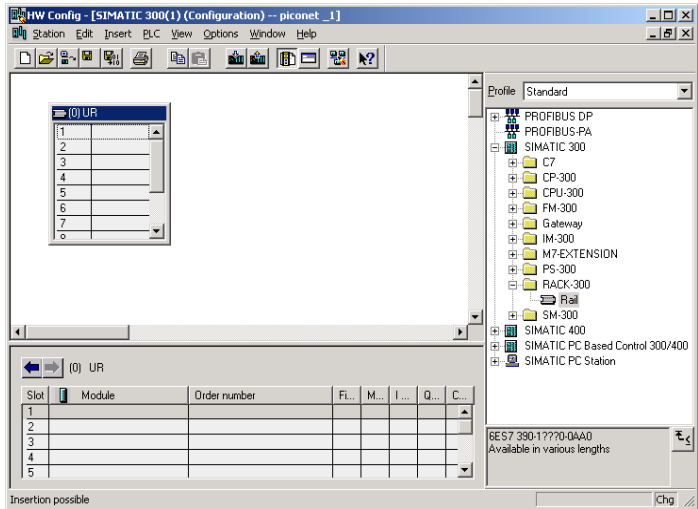 HW Config - [SIMATIC 300(1) (Configuration) -- piconet _1]
Station Edit Insert PLC View Options Window Help
(0) UR
1
2
3
4
5
6
7
8
Profile Standard
PROFIBUS DP
PROFIBUS-PA
SIMATIC 300
C7
CP-300
CPU-300
FM-300
Gateway
IM-300
M7-EXTENSION
PS-300
RACK-300
Rail
SM-300
SIMATIC 400
SIMATIC PC Based Control 300/400
SIMATIC PC Station
(0) UR
Slot Module Order number Fi... M... I ... Q... C...
1
2
3
4
5
6ES7 390-1???0-0AA0
Available in various lengths
Insertion possible
Chg